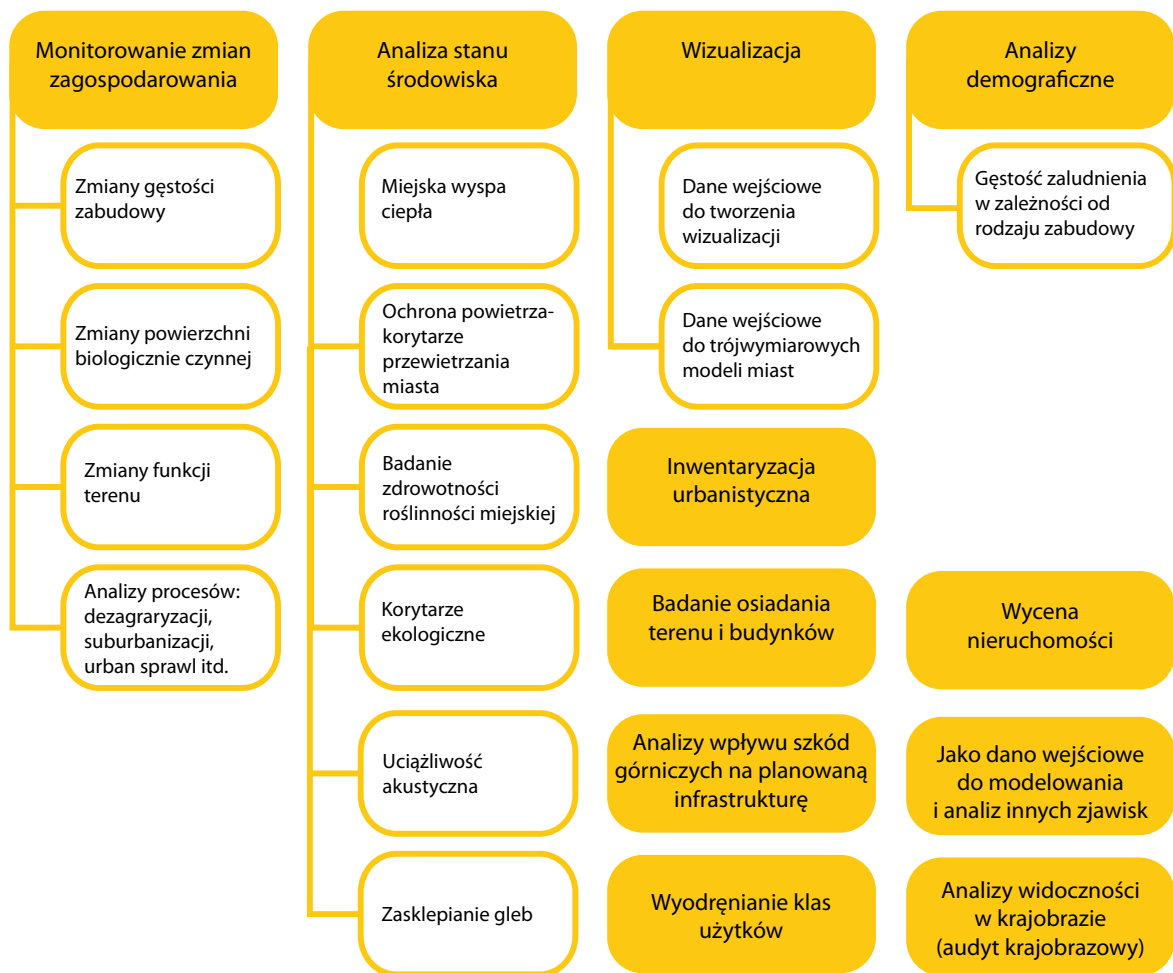 Monitorowanie zmian
zagospodarowania
Zmiany gęstości
zabudowy
Zmiany powierzchni
biologicznie czynnej
Zmiany funkcji
terenu
Analizy procesów:
dezagraryzacji,
suburbanizacji,
urban sprawl itd.
Analiza stanu
środowiska
Miejska wyspa
ciepła
Ochrona powietrza-
korytarze
przewietrzania
miasta
Badanie
zdrowotności
roślinności miejskiej
Korytarze
ekologiczne
Uciążliwość
akustyczna
Zasklepianie gleb
Wizualizacja
Dane wejściowe
do tworzenia
wizualizacji
Dane wejściowe
do trójwymiarowych
modeli miast
Inwentaryzacja
urbanistyczna
Badanie osiadania
terenu i budynków
Analizy wpływu szkód
górniczych na planowaną
infrastrukturę
Wyodręnianie klas
użytków
Analizy
demograficzne
Gęstość zaludnienia
w zależności od
rodzaju zabudowy
Wycena
nieruchomości
Jako dano wejściowe
do modelowania
i analiz innych zjawisk
Analizy widoczności
w krajobrazie
(audyt krajobrazowy)